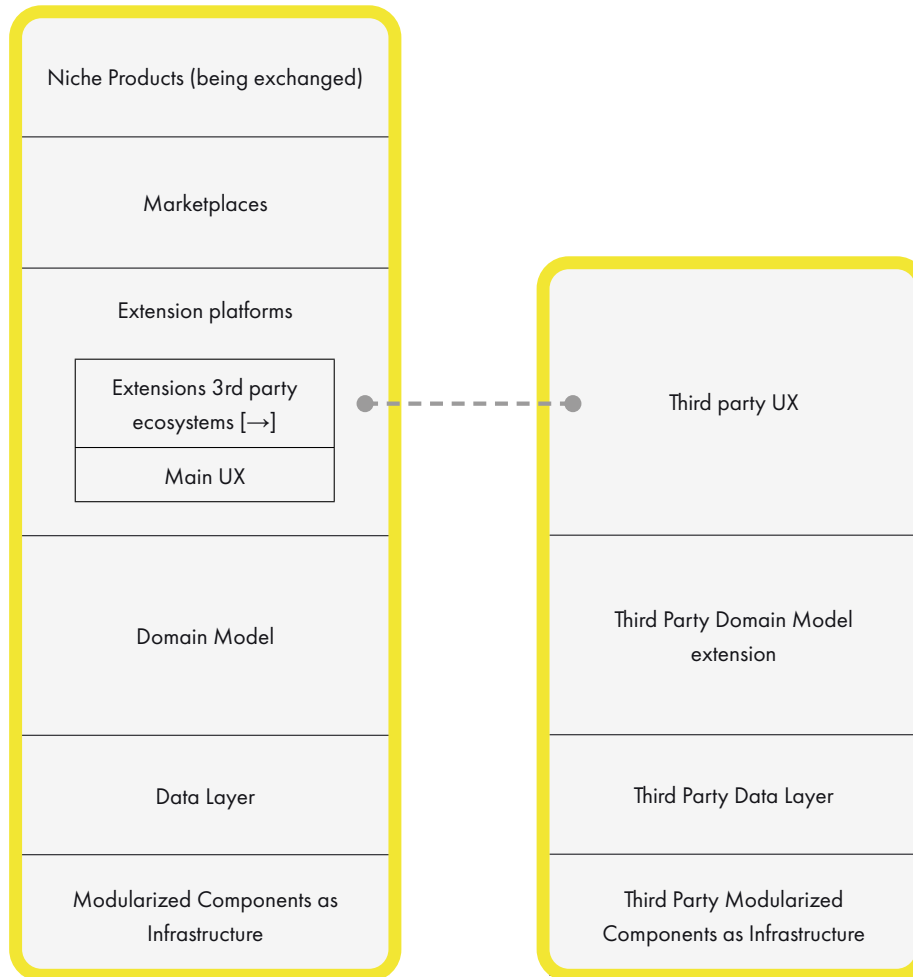 Niche Products (being exchanged)
Marketplaces
Extension platforms
Extensions 3rd party
ecosystems [→]
Main UX
Domain Model
Data Layer
Modularized Components as
Infrastructure
Third party UX
Third Party Domain Model
extension
Third Party Data Layer
Third Party Modularized
Components as Infrastructure